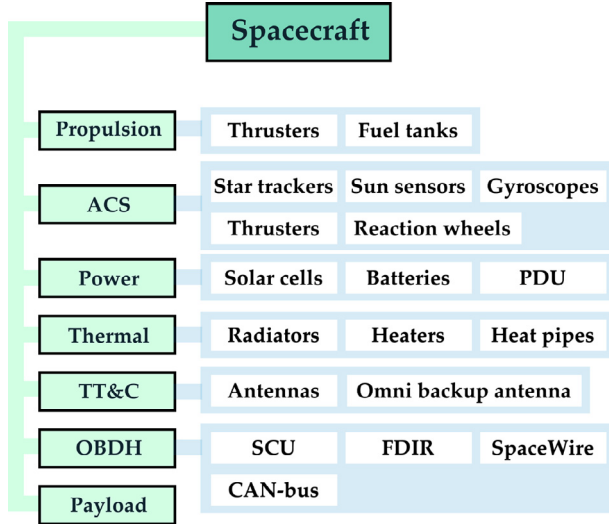 Spacecraft
Propulsion Thrusters Fuel tanks
Star trackers Sun sensors Gyroscopes
ACS
Thrusters Reaction wheels
Power Solar cells Batteries PDU
Thermal Radiators Heaters Heat pipes
TT&C Antennas Omni backup antenna
OBDH SCU FDIR SpaceWire
CAN-bus
Payload